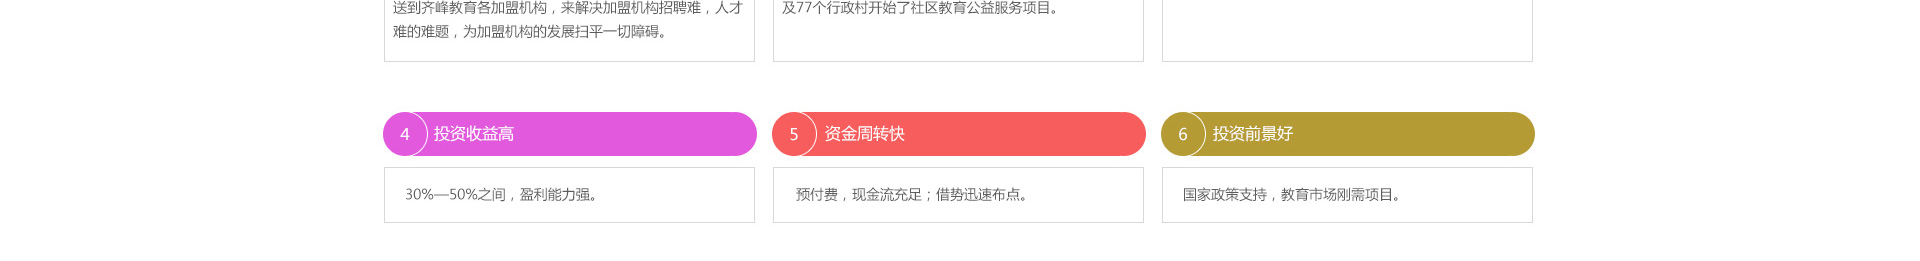 送到齐峰教育各加盟机构，来解决加盟机构招聘难，人才
难的难题，为加盟机构的发展扫平一切障碍。
及77个行政村开始了社区教育公益服务项目。
4 投资收益高
30%—50%之间，盈利能力强。
5 资金周转快
预付费，现金流充足；借势迅速布点。
6 投资前景好
国家政策支持，教育市场刚需项目。